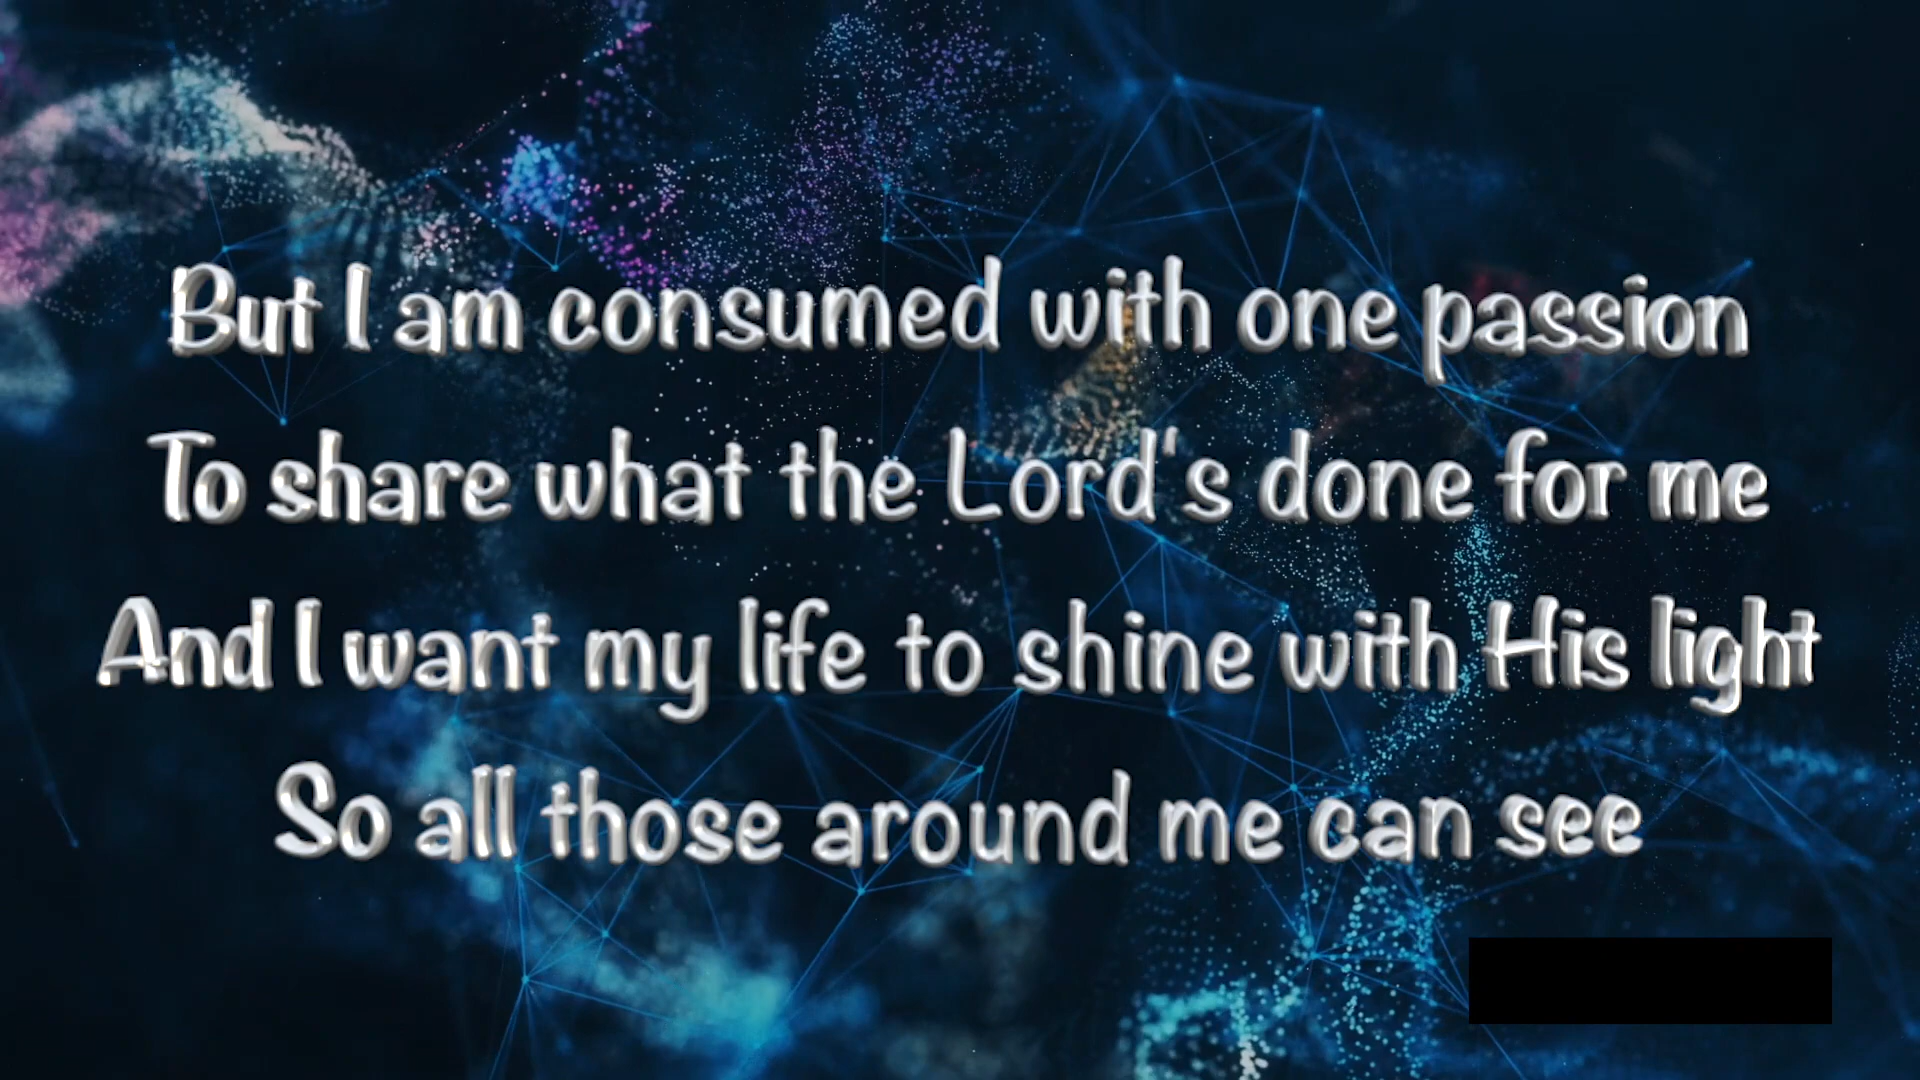 But I am consumed with one passion
To share what the Lord's done for me
And I want my life to shine with His light
So all those around me can see